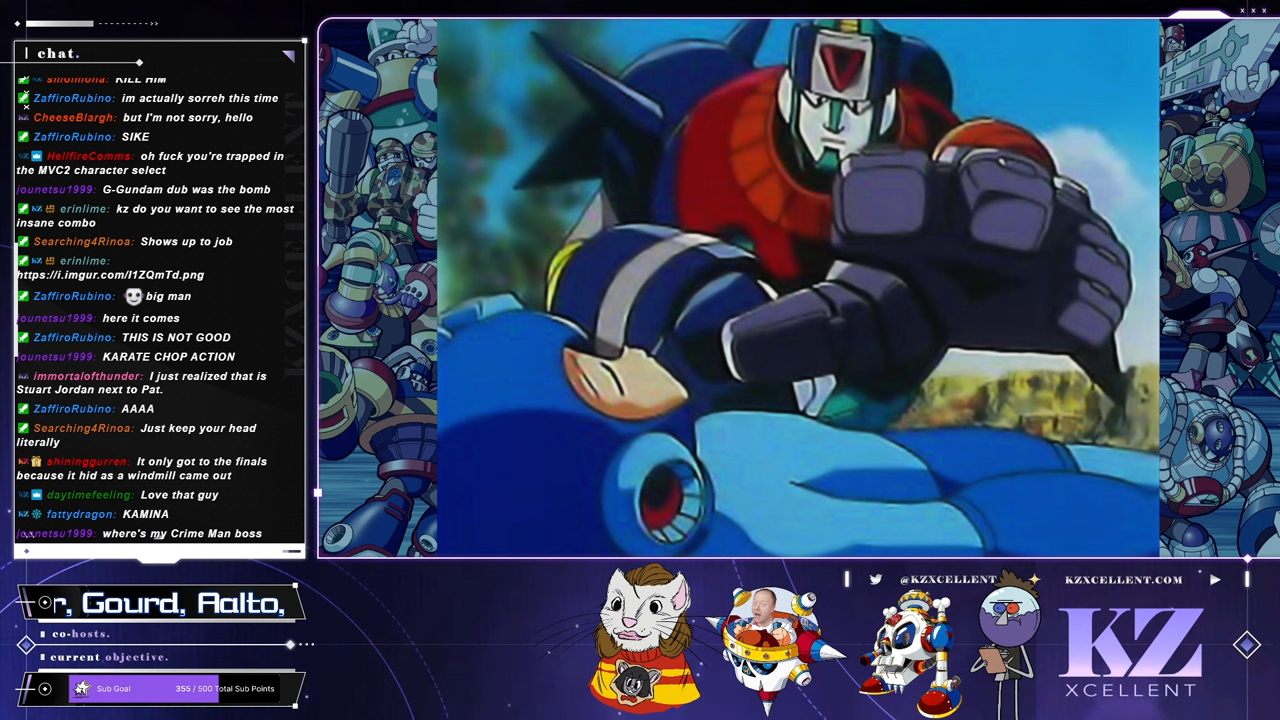 x x x
chat.
smolmona: KILL HIM
ZaffiroRubino: im actually sorreh this time
CheeseBlargh: but I'm not sorry, hello
ZaffiroRubino: SIKE
HellfireComms: oh fuck you're trapped in
the MVC2 character select
jounetsu1999: G-Gundam dub was the bomb
erinlime: kz do you want to see the most
insane combo
Searching4Rinoa: Shows up to job
erinlime:
https://i.imgur.com/I1ZQmTd.png
ZaffiroRubino: big man
jounetsu1999: here it comes
ZaffiroRubino: THIS IS NOT GOOD
jounetsu1999: KARATE CHOP ACTION
immortalofthunder: I just realized that is
Stuart Jordan next to Pat.
ZaffiroRubino: AAAA
Searching4Rinoa: Just keep your head
literally
shininggurren: It only got to the finals
because it hid as a windmill came out
daytimefeeling: Love that guy
fattydragon: KAMINA
jounetsu1999: where's my Crime Man boss
KZXCELLENT
r, Gourd, Aalto,
co-hosts.
current objective.
Sub Goal 355 / 500 Total Sub Points
@KZXCELLENT KZXCELLENT.COM
KZ
XCELLENT